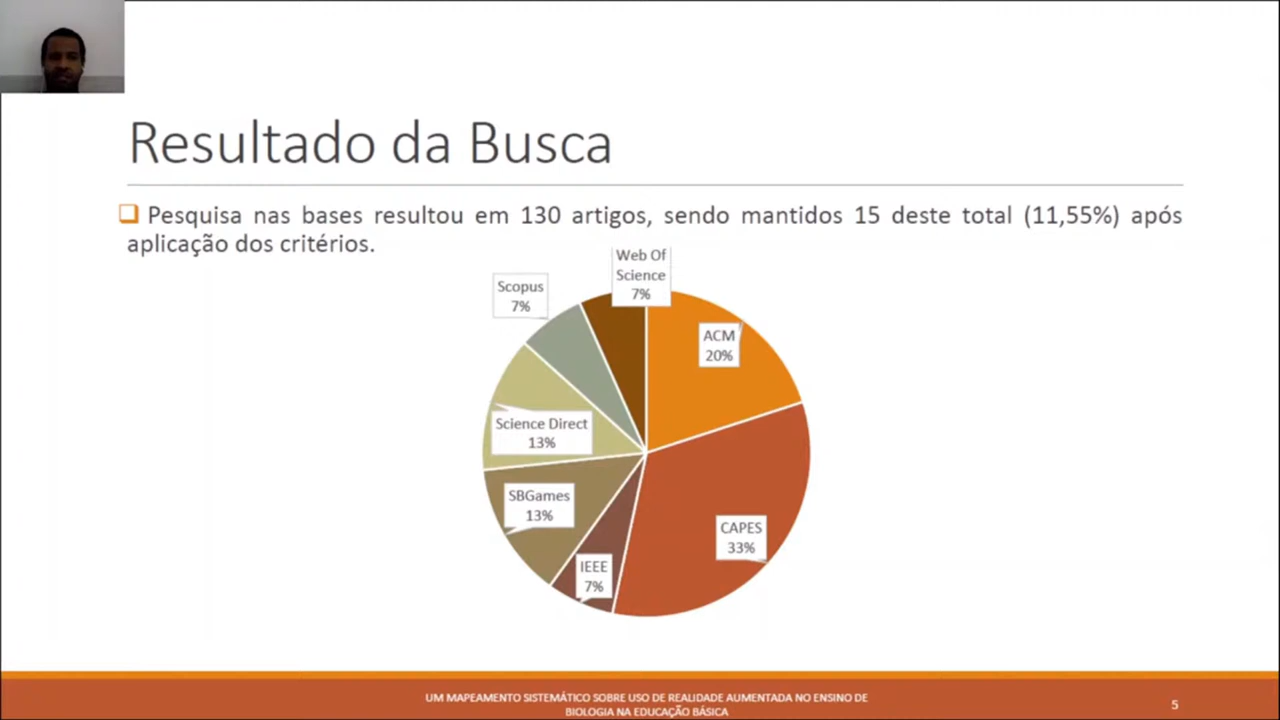 Resultado da Busca
Pesquisa nas bases resultou em 130 artigos, sendo mantidos 15 deste total (11,55%) após
aplicação dos critérios.
Web Of
Science
7%
Scopus
7%
ACM
20%
Science Direct
13%
SBGames
13%
CAPES
33%
IEEE
7%
UM MAPEAMENTO SISTEMÁTICO SOBRE USO DE REALIDADE AUMENTADA NO ENSINO DE
BIOLOGIA NA EDUCAÇÃO BÁSICA
5